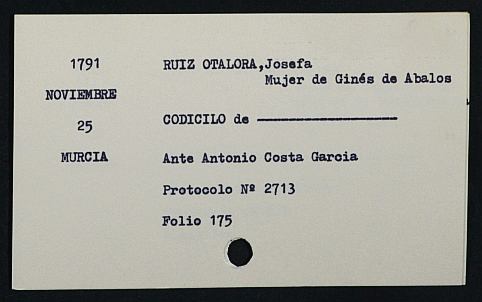 1791 RUIZ OTALORA,Josefa
Mujer de Ginés de Abalos
NOVIEMBRE
25 CODICILO de ——————————
MURCIA Ante Antonio Costa Garcia
Protocolo Nº 2713
Folio 175